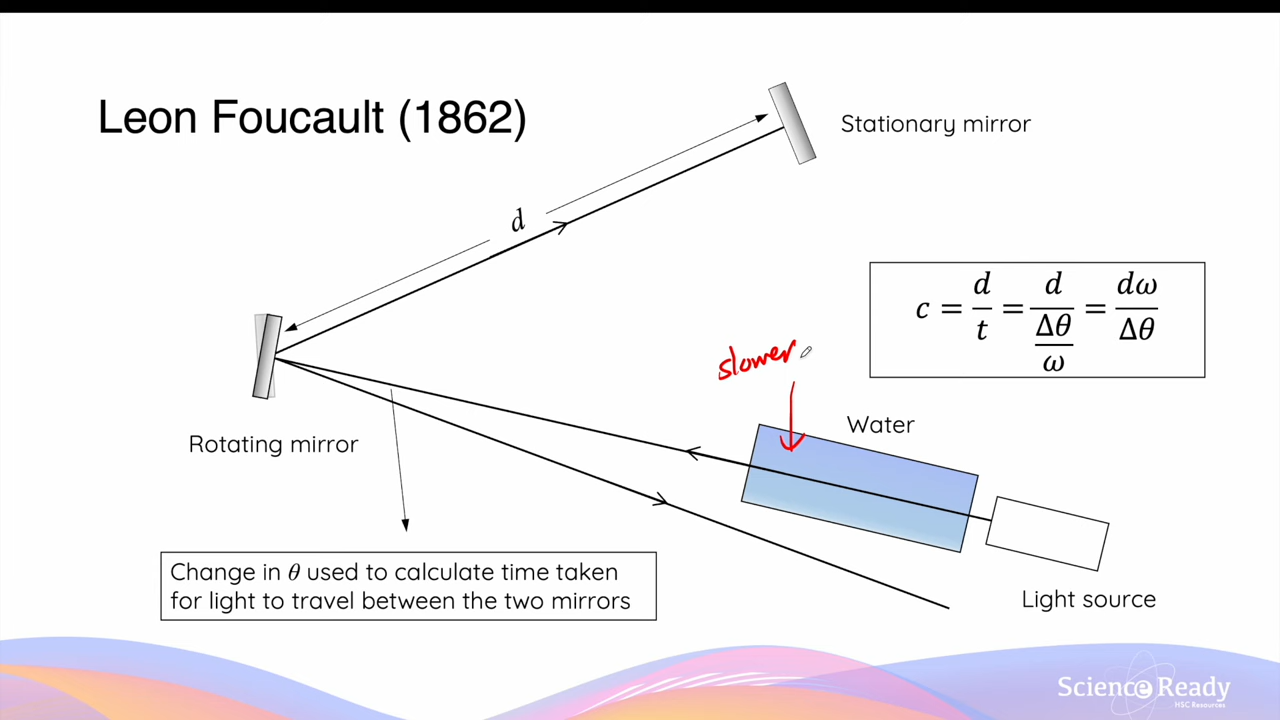 Leon Foucault (1862)
Stationary mirror
d
c = d/t = d/(Δθ/ω) = dω/Δθ
slower
Water
Rotating mirror
Change in θ used to calculate time taken
for light to travel between the two mirrors
Light source
Science Ready
HSC Resources